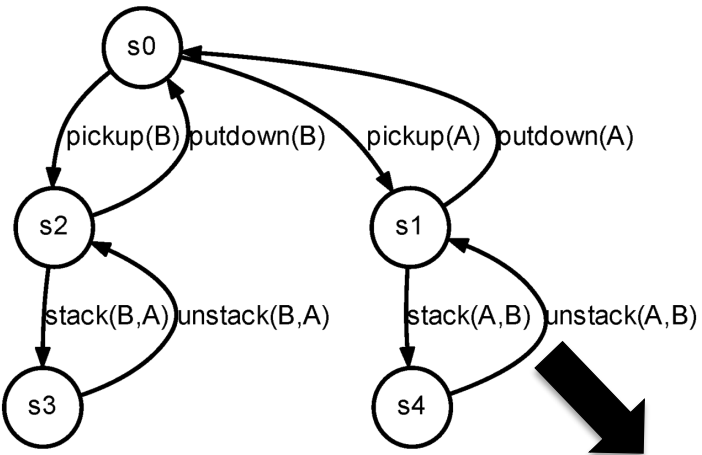 s0
pickup(B) putdown(B) pickup(A) putdown(A)
s2 s1
stack(B,A) unstack(B,A) stack(A,B) unstack(A,B)
s3 s4